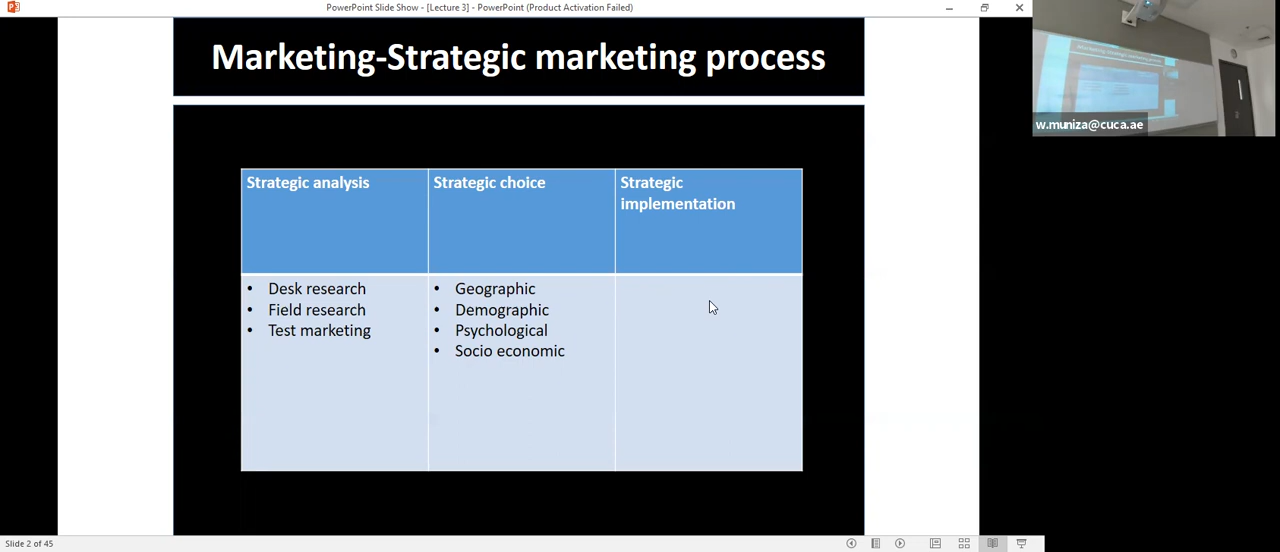 PowerPoint Slide Show - [Lecture 3] - PowerPoint (Product Activation Failed)
Marketing-Strategic marketing process
w.muniza@cuca.ae
Strategic analysis
Strategic choice
Strategic
implementation
• Desk research
• Field research
• Test marketing
• Geographic
• Demographic
• Psychological
• Socio economic
Slide 2 of 45